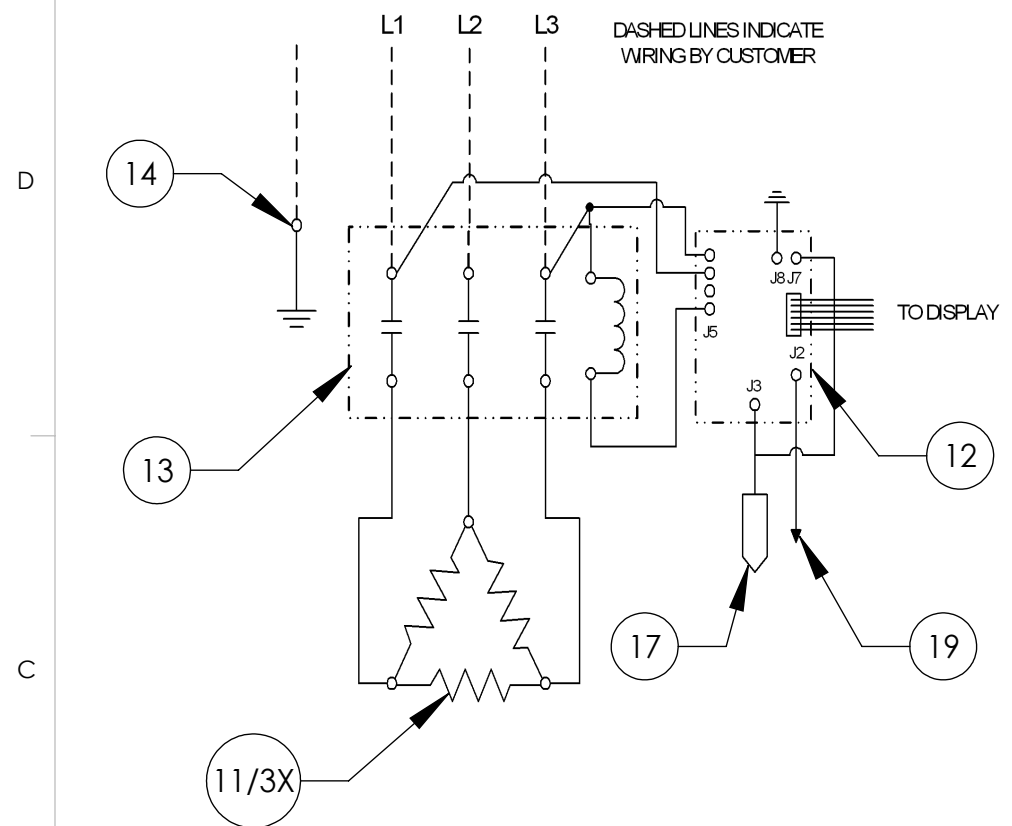 L1 L2 L3
DASHED LINES INDICATE
WIRING BY CUSTOMER
D
14
J8 J7
TO DISPLAY
J5
J2
J3
13
12
17
19
C
11/3X